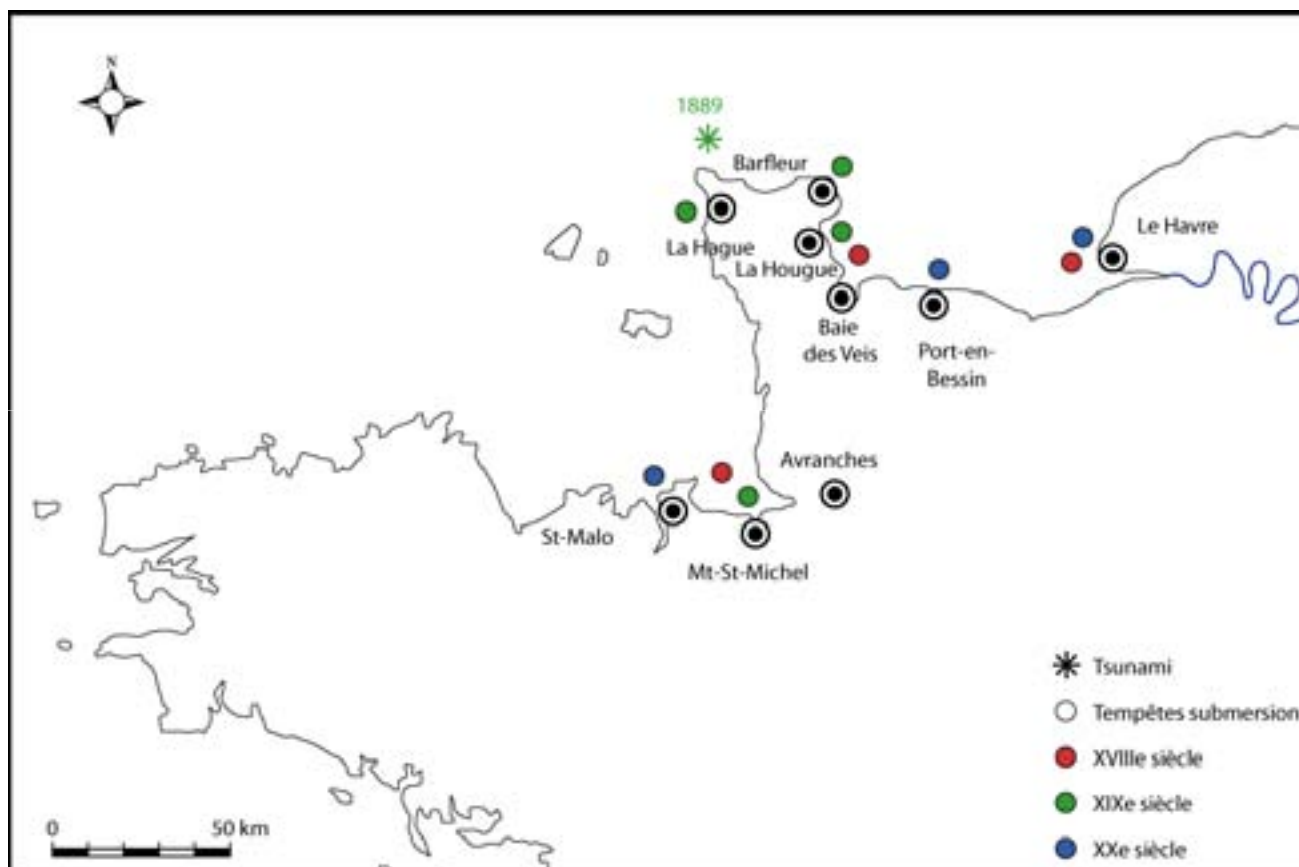 N
1889
Barfleur
La Hague
La Hougue
Le Havre
Baie
des Veis
Port-en-
Bessin
Avranches
St-Malo
Mt-St-Michel
Tsunami
Tempêtes submersion
XVIIIe siècle
XIXe siècle
XXe siècle
0
50 km